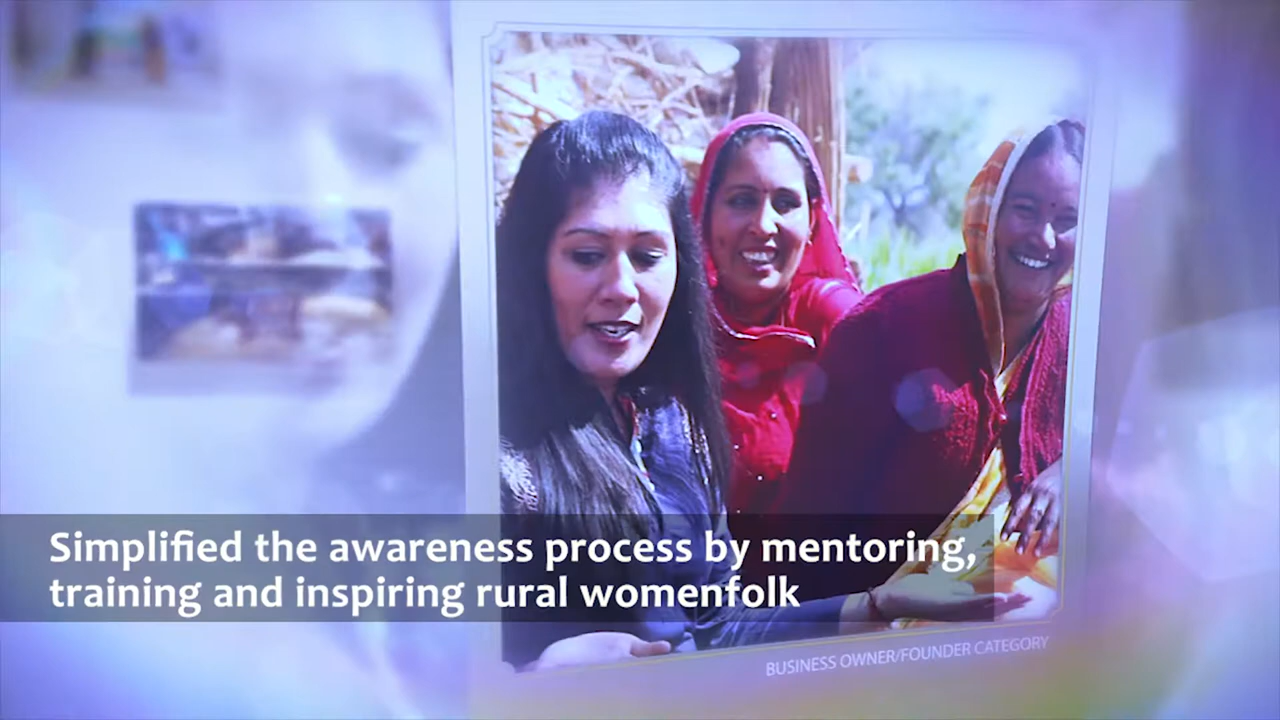 Simplified the awareness process by mentoring,
training and inspiring rural womenfolk
BUSINESS OWNER/FOUNDER CATEGORY